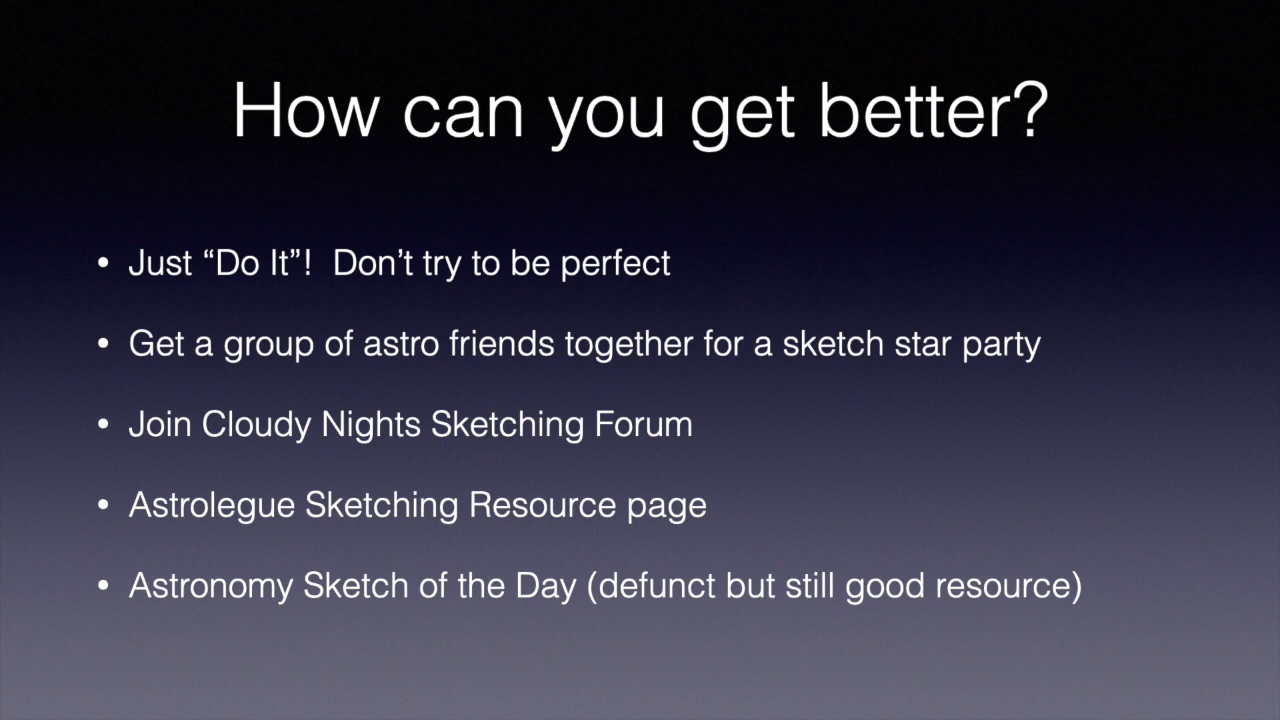 How can you get better?
• Just “Do It”!  Don’t try to be perfect
• Get a group of astro friends together for a sketch star party
• Join Cloudy Nights Sketching Forum
• Astrolegue Sketching Resource page
• Astronomy Sketch of the Day (defunct but still good resource)